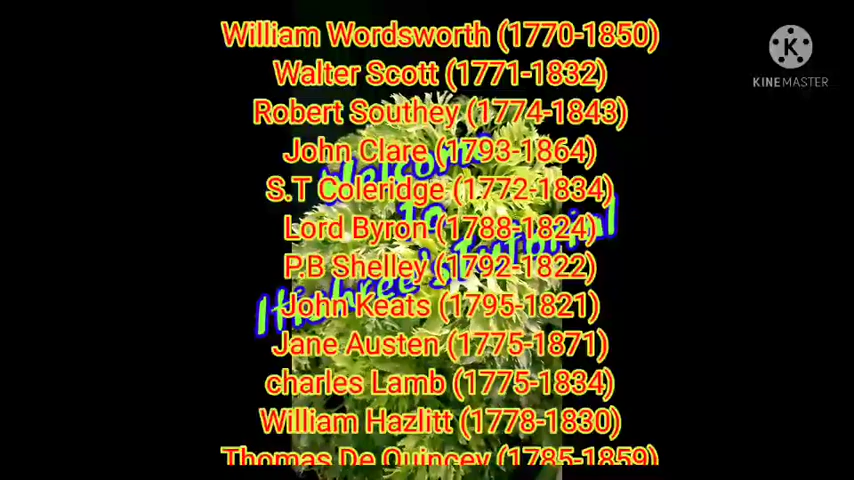 William Wordsworth (1770-1850)
Walter Scott (1771-1832)
Robert Southey (1774-1843)
John Clare (1793-1864)
S.T Coleridge (1772-1834)
Lord Byron (1788-1824)
P.B Shelley (1792-1822)
John Keats (1795-1821)
Jane Austen (1775-1871)
charles Lamb (1775-1834)
William Hazlitt (1778-1830)
Thomas De Quincey (1785-1859)
Welcome
to
K
KINEMASTER